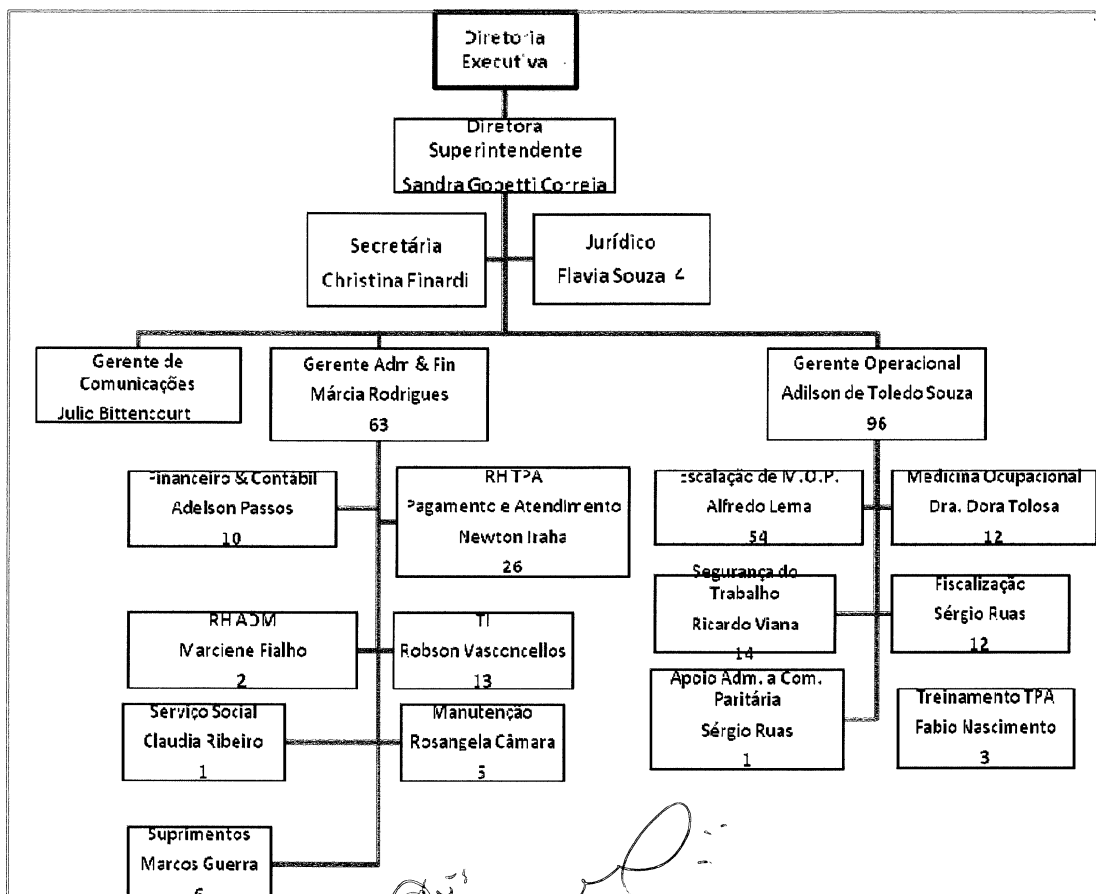 Diretoria
Executiva
Diretora
Superintendente
Sandra Gobetti Correia
Secretária
Christina Finardi
Jurídico
Flavia Souza 4
Gerente de
Comunicações
Julio Bittencourt
Gerente Adm & Fin
Márcia Rodrigues
63
Gerente Operacional
Adilson de Toledo Souza
96
Financeiro & Contábil
Adelson Passos
10
RH TPA
Pagamento e Atendimento
Newton Iraha
26
Escalação de M.O.P.
Alfredo Lema
54
Medicina Ocupacional
Dra. Dora Tolosa
12
RH ADM
Marciene Fialho
2
TI
Robson Vasconcellos
13
Segurança do
Trabalho
Ricardo Viana
14
Fiscalização
Sérgio Ruas
12
Serviço Social
Claudia Ribeiro
1
Manutenção
Rosangela Câmara
5
Apoio Adm. a Com.
Paritária
Sérgio Ruas
1
Treinamento TPA
Fabio Nascimento
3
Suprimentos
Marcos Guerra
6